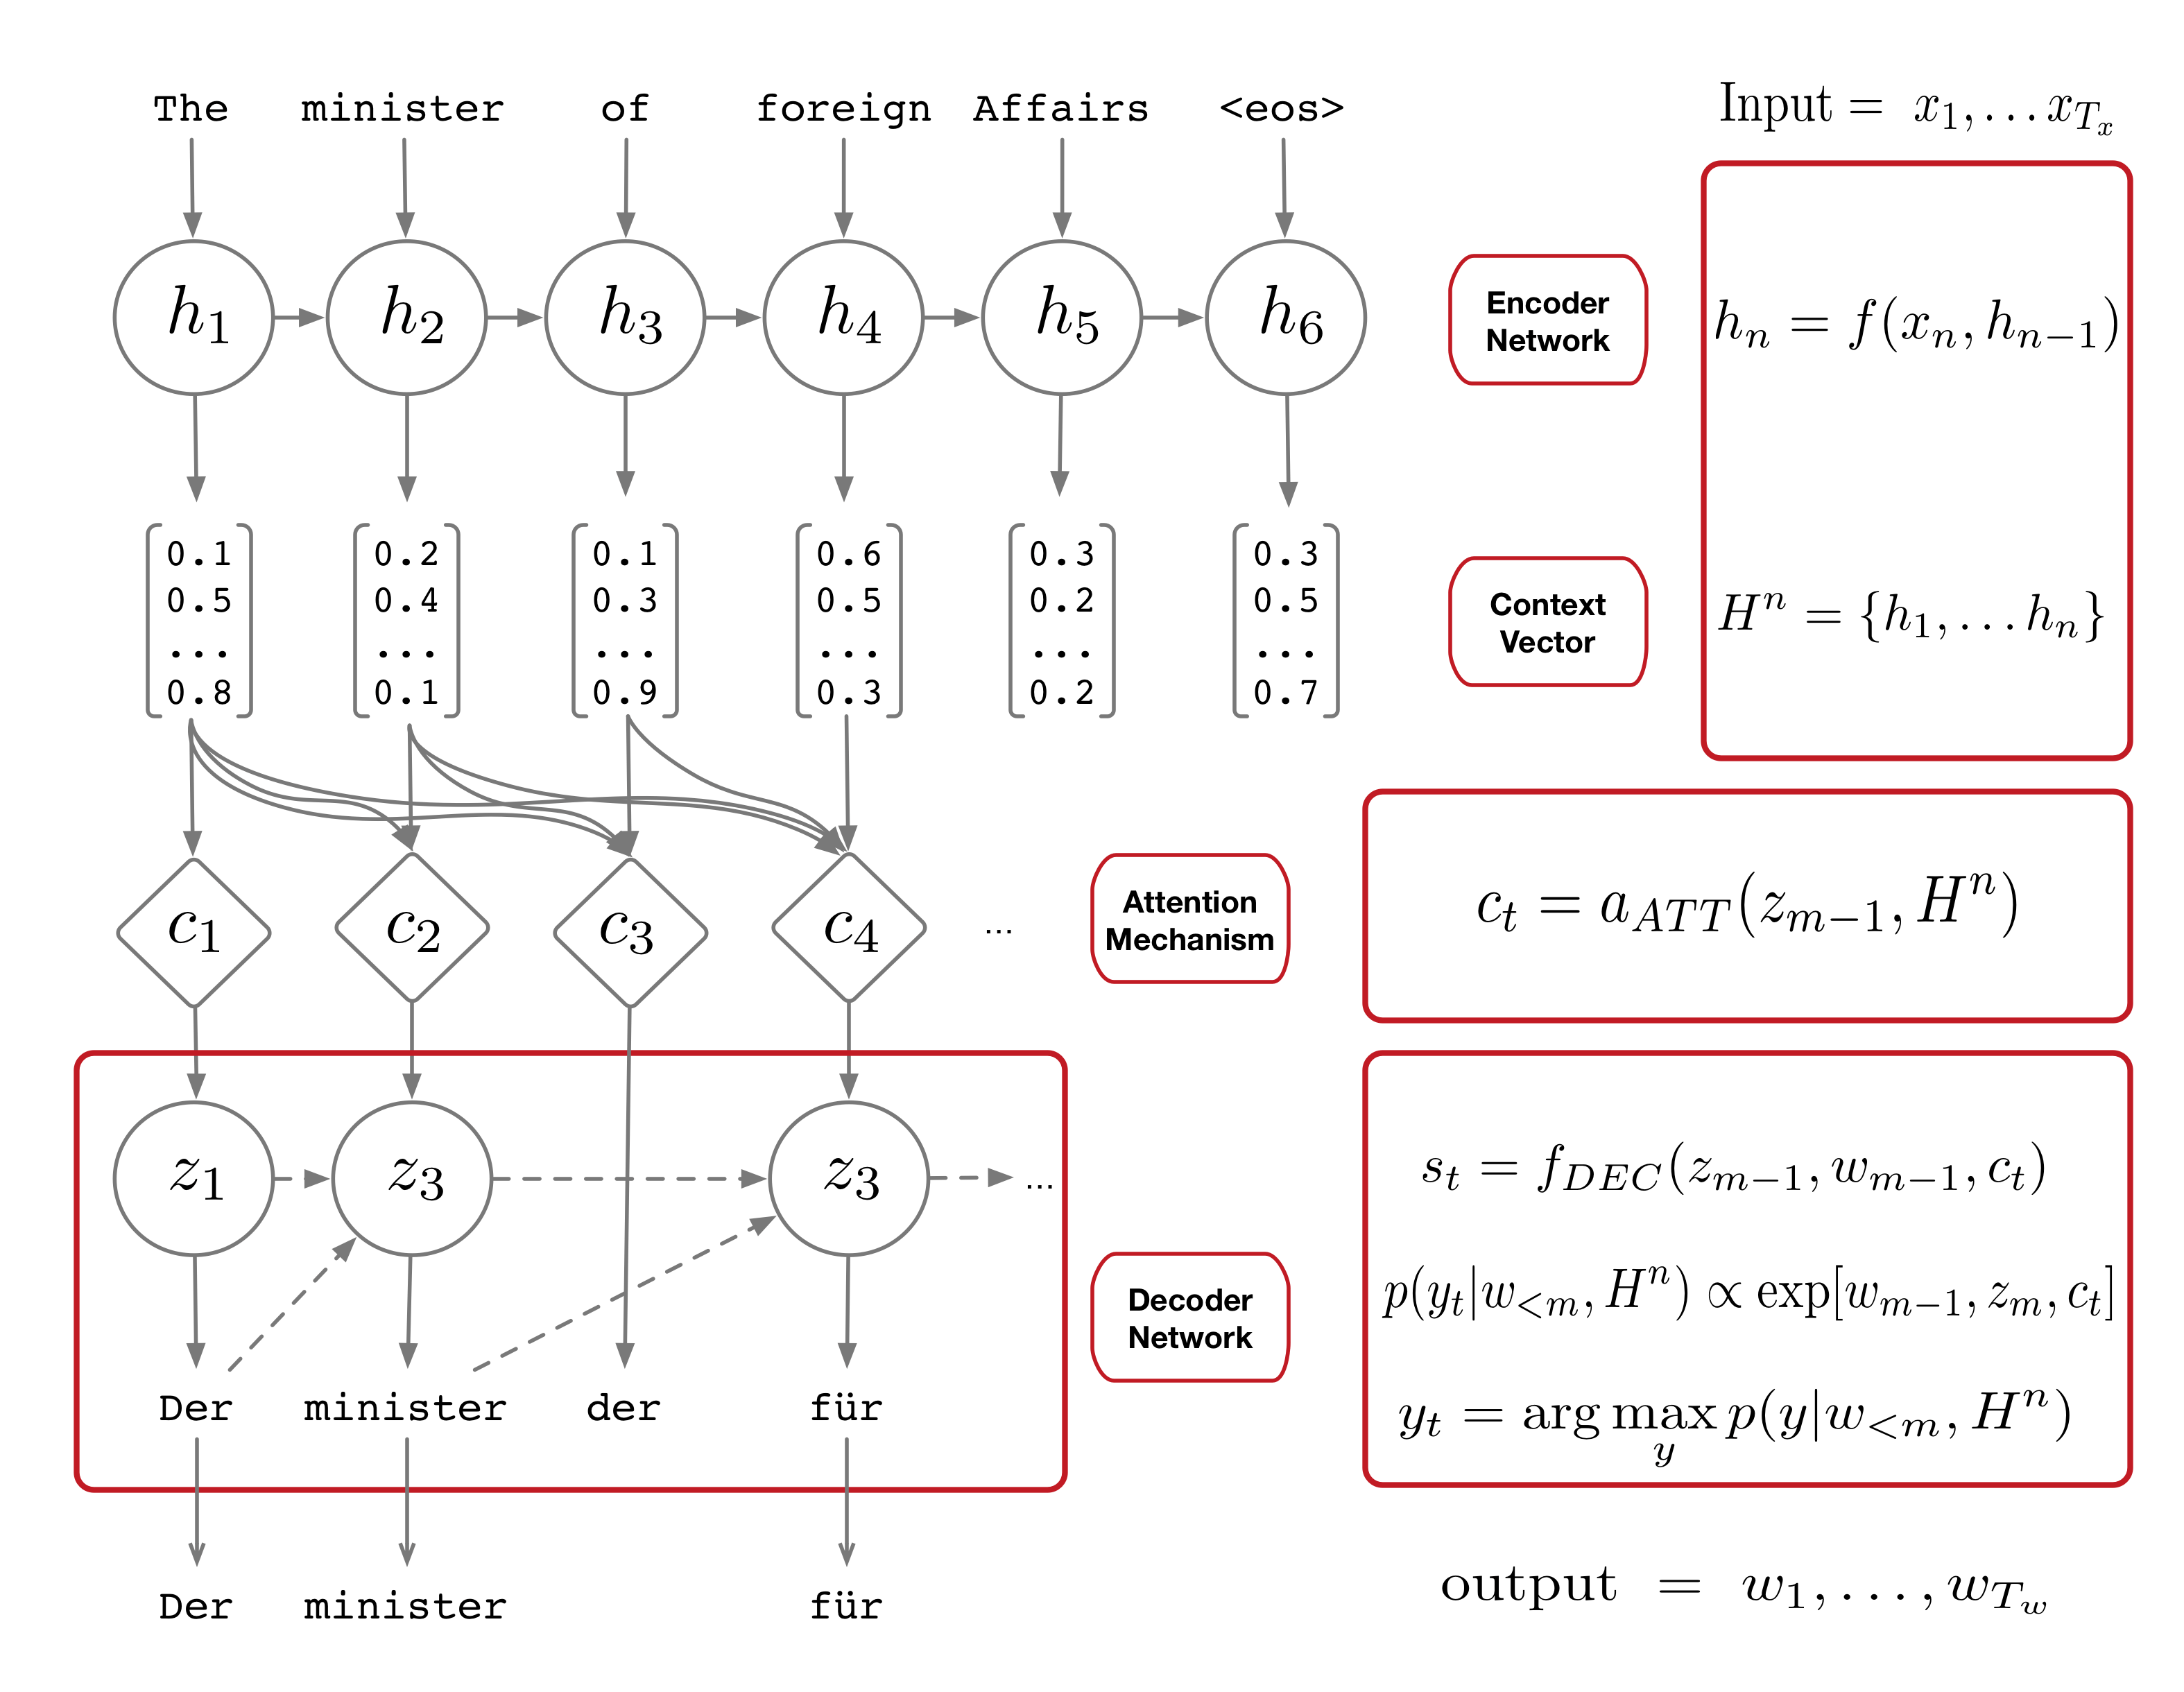 The minister of foreign Affairs <eos> Input = x_1, ... x_{T_x}
h_1 h_2 h_3 h_4 h_5 h_6
Encoder
Network
h_n = f(x_n, h_{n-1})
0.1 0.2 0.1 0.6 0.3 0.3
0.5 0.4 0.3 0.5 0.2 0.5
... ... ... ... ... ...
0.8 0.1 0.9 0.3 0.2 0.7
Context
Vector
H^n = {h_1, ... h_n}
c_1 c_2 c_3 c_4 ...
Attention
Mechanism
c_t = a_{ATT}(z_{m-1}, H^n)
z_1 z_3 z_3 ...
Decoder
Network
s_t = f_{DEC}(z_{m-1}, w_{m-1}, c_t)
p(y_t|w_{<m}, H^n) ∝ exp[w_{m-1}, z_m, c_t]
y_t = arg max_y p(y|w_{<m}, H^n)
Der minister der für
Der minister für
output = w_1, ..., w_{T_w}